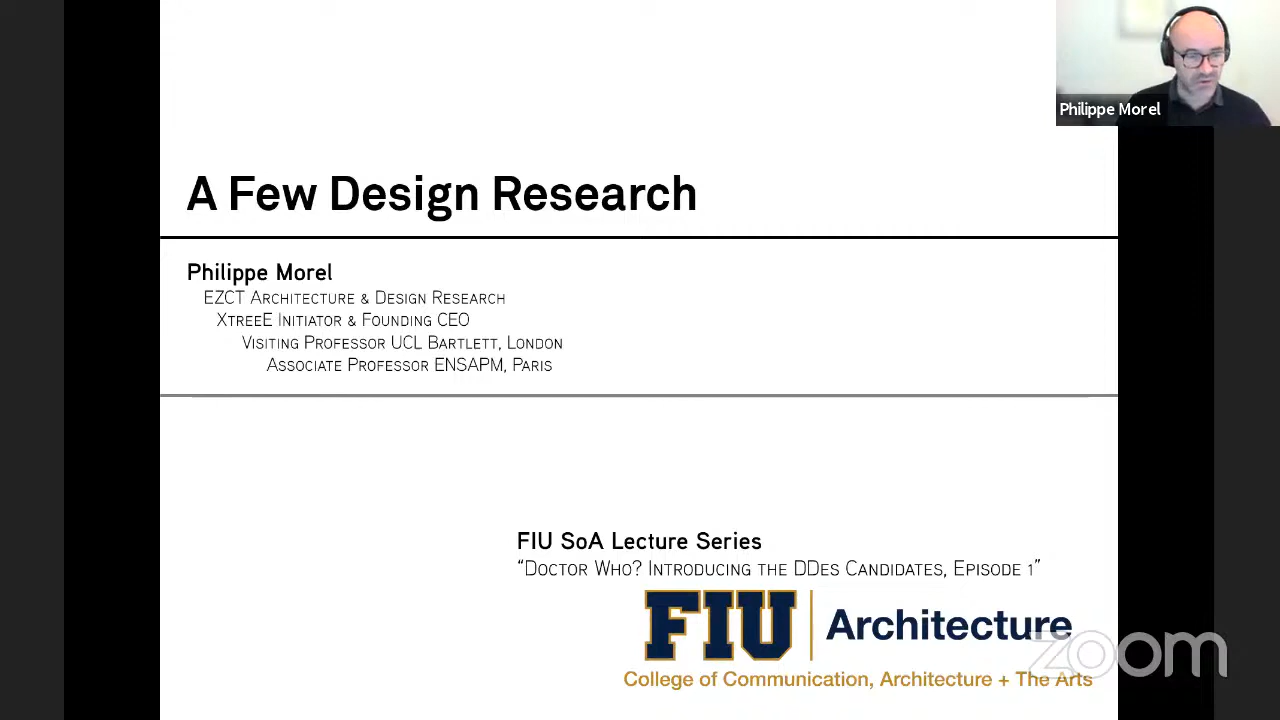 Philippe Morel
A Few Design Research
Philippe Morel
EZCT Architecture & Design Research
XtreeE Initiator & Founding CEO
Visiting Professor UCL Bartlett, London
Associate Professor ENSAPM, Paris
FIU SoA Lecture Series
“Doctor Who? Introducing the DDes Candidates, Episode 1”
FIU | Architecture
College of Communication, Architecture + The Arts
zoom